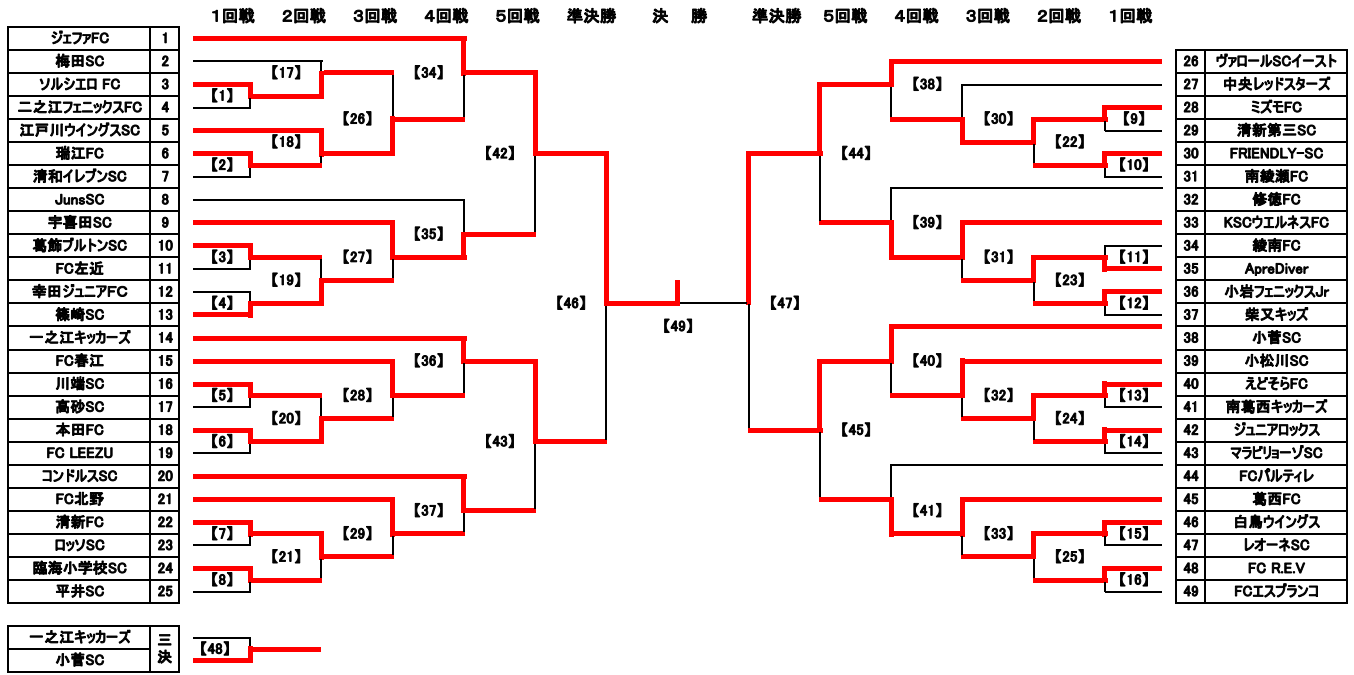 1回戦 2回戦 3回戦 4回戦 5回戦 準決勝 決 勝 準決勝 5回戦 4回戦 3回戦 2回戦 1回戦
ジェファFC 1
梅田SC 2
ソルシエロ FC 3
二之江フェニックスFC 4
江戸川ウイングスSC 5
瑞江FC 6
清和イレブンSC 7
JunsSC 8
宇喜田SC 9
葛飾ブルトンSC 10
FC左近 11
幸田ジュニアFC 12
篠崎SC 13
一之江キッカーズ 14
FC春江 15
川端SC 16
高砂SC 17
本田FC 18
FC LEEZU 19
コンドルスSC 20
FC北野 21
清新FC 22
ロッソSC 23
臨海小学校SC 24
平井SC 25
【1】
【2】
【3】
【4】
【5】
【6】
【7】
【8】
【17】
【18】
【19】
【20】
【21】
【26】
【27】
【28】
【29】
【34】
【35】
【36】
【37】
【42】
【43】
【46】
【49】
【47】
【44】
【45】
【38】
【39】
【40】
【41】
【30】
【31】
【32】
【33】
【22】
【23】
【24】
【25】
【9】
【10】
【11】
【12】
【13】
【14】
【15】
【16】
26 ヴァロールSCイースト
27 中央レッドスターズ
28 ミズモFC
29 清新第三SC
30 FRIENDLY-SC
31 南綾瀬FC
32 修徳FC
33 KSCウエルネスFC
34 綾南FC
35 ApreDiver
36 小岩フェニックスJr
37 柴又キッズ
38 小菅SC
39 小松川SC
40 えどそらFC
41 南葛西キッカーズ
42 ジュニアロックス
43 マラビリョーゾSC
44 FCパルティレ
45 葛西FC
46 白鳥ウイングス
47 レオーネSC
48 FC R.E.V
49 FCエスブランコ
一之江キッカーズ
小菅SC
三決
【48】